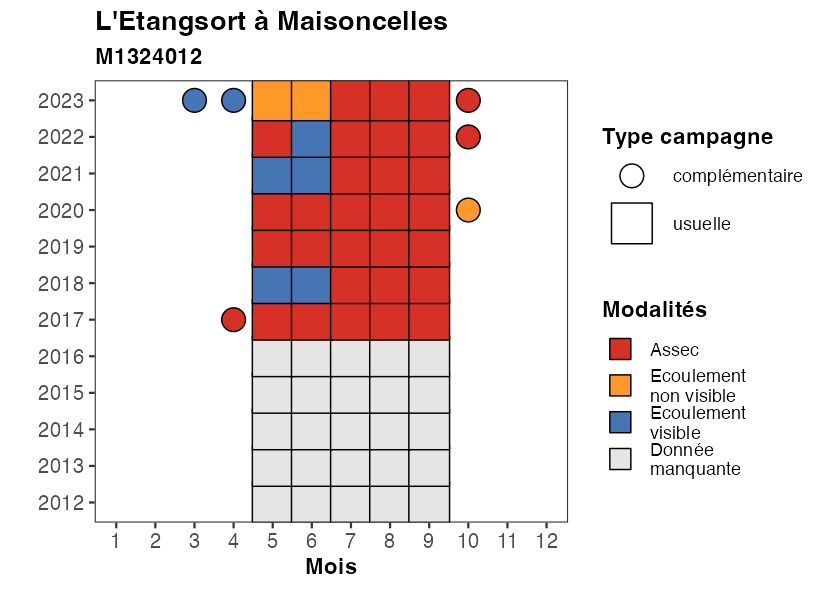 L'Etangsort à Maisoncelles
M1324012
2023
2022
2021
2020
2019
2018
2017
2016
2015
2014
2013
2012
1 2 3 4 5 6 7 8 9 10 11 12
Mois
Type campagne
complémentaire
usuelle
Modalités
Assec
Ecoulement
non visible
Ecoulement
visible
Donnée
manquante